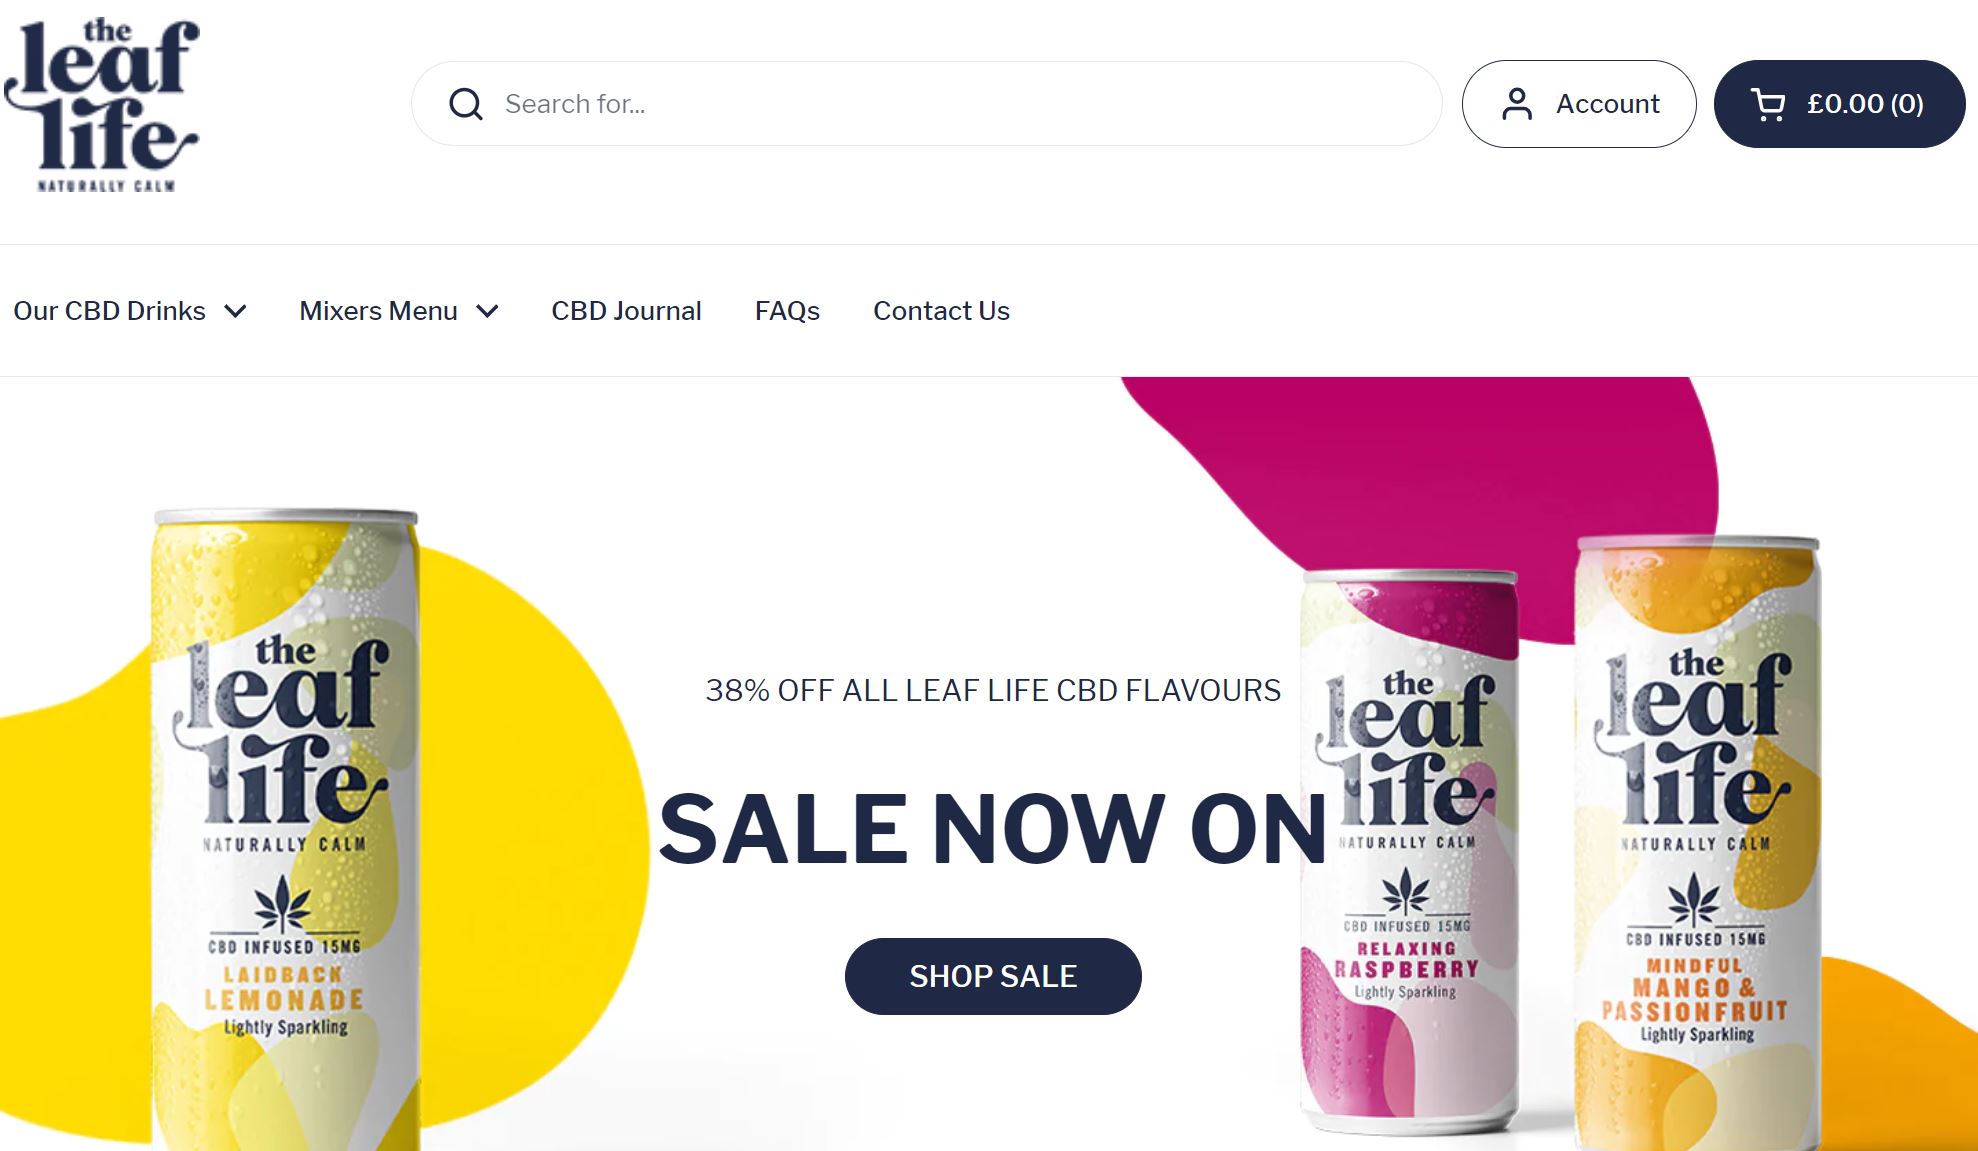 the
leaf
life
NATURALLY CALM
Search for...
Account
£0.00 (0)
Our CBD Drinks
Mixers Menu
CBD Journal
FAQs
Contact Us
38% OFF ALL LEAF LIFE CBD FLAVOURS
SALE NOW ON
SHOP SALE
the
leaf
life
NATURALLY CALM
CBD INFUSED 15MG
LAIDBACK
LEMONADE
Lightly Sparkling
the
leaf
life
NATURALLY CALM
CBD INFUSED 15MG
RELAXING
RASPBERRY
Lightly Sparkling
the
leaf
life
NATURALLY CALM
CBD INFUSED 15MG
MINDFUL
MANGO &
PASSIONFRUIT
Lightly Sparkling